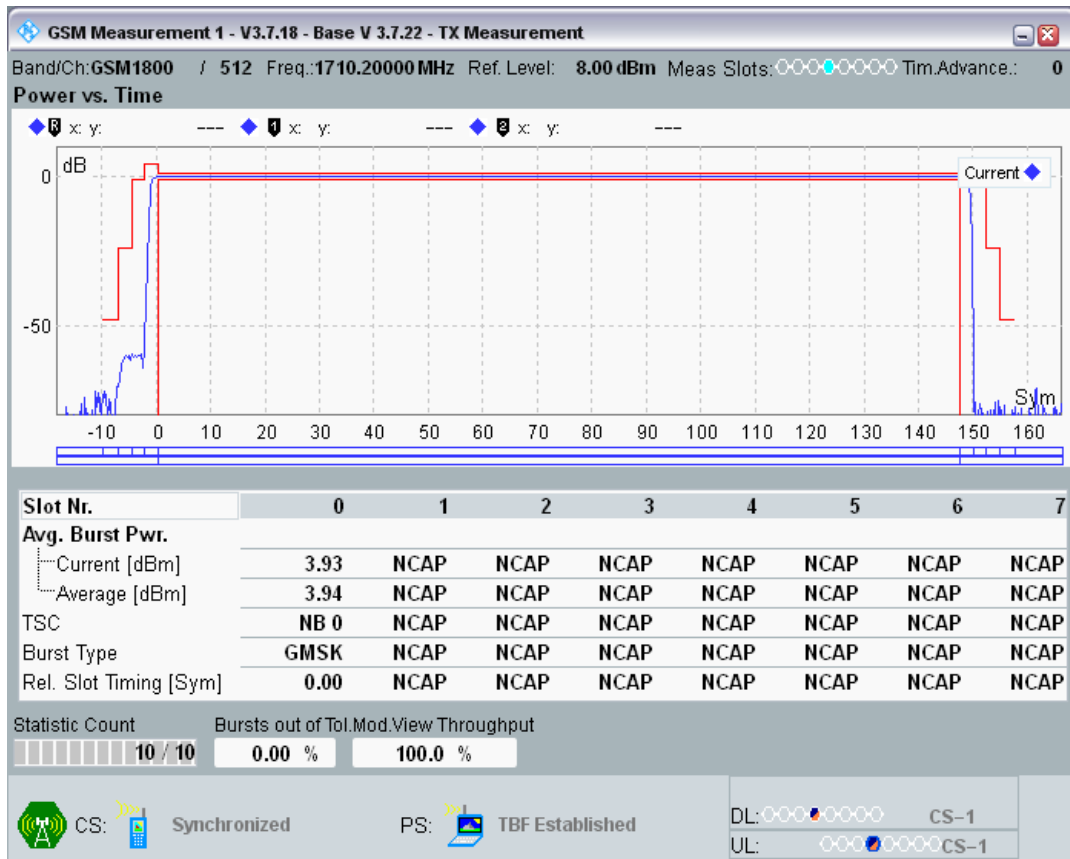 GSM Measurement 1 - V3.7.18 - Base V 3.7.22 - TX Measurement
Band/Ch:GSM1800 / 512 Freq.:1710.20000 MHz Ref. Level: 8.00 dBm Meas Slots: Tim.Advance.: 0
Power vs. Time
R x: y: --- 1 x: y: --- 2 x: y: ---
dB
Current
0
-50
Sym
-10 0 10 20 30 40 50 60 70 80 90 100 110 120 130 140 150 160
Slot Nr. 0 1 2 3 4 5 6 7
Avg. Burst Pwr.
Current [dBm] 3.93 NCAP NCAP NCAP NCAP NCAP NCAP NCAP
Average [dBm] 3.94 NCAP NCAP NCAP NCAP NCAP NCAP NCAP
TSC NB 0 NCAP NCAP NCAP NCAP NCAP NCAP NCAP
Burst Type GMSK NCAP NCAP NCAP NCAP NCAP NCAP NCAP
Rel. Slot Timing [Sym] 0.00 NCAP NCAP NCAP NCAP NCAP NCAP NCAP
Statistic Count Bursts out of Tol. Mod.View Throughput
10 / 10 0.00 % 100.0 %
CS: Synchronized PS: TBF Established DL: CS-1
UL: CS-1